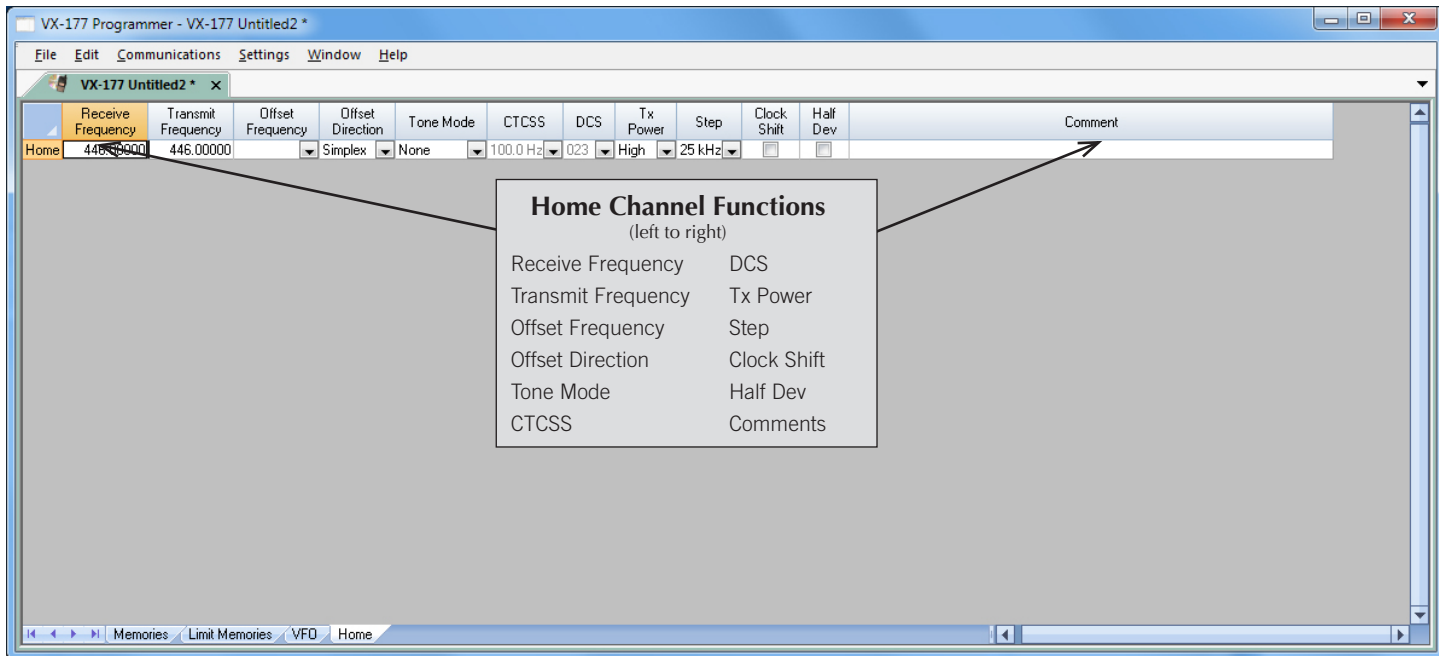 VX-177 Programmer - VX-177 Untitled2 *
File Edit Communications Settings Window Help
VX-177 Untitled2 * x
Receive Frequency Transmit Frequency Offset Frequency Offset Direction Tone Mode CTCSS DCS Tx Power Step Clock Shift Half Dev Comment
Home 446.00000 446.00000 Simplex None 100.0 Hz 023 High 25 kHz
Home Channel Functions
(left to right)
Receive Frequency DCS
Transmit Frequency Tx Power
Offset Frequency Step
Offset Direction Clock Shift
Tone Mode Half Dev
CTCSS Comments
Memories Limit Memories VFO Home